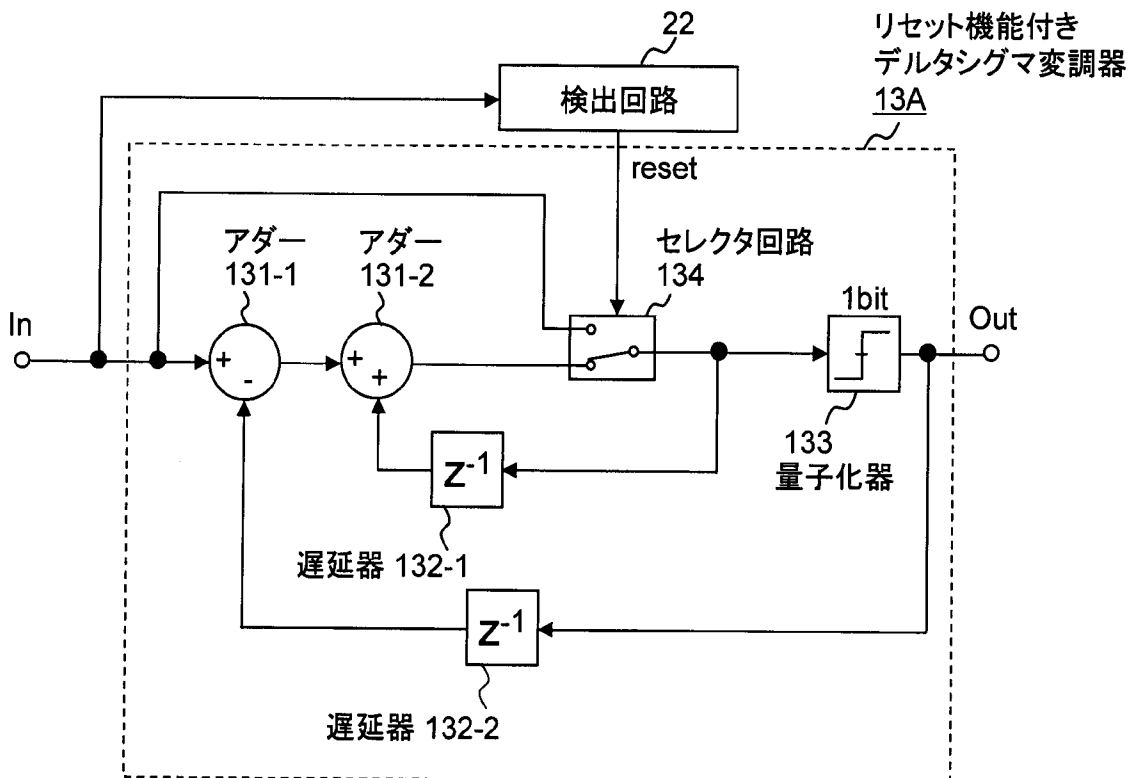 22
検出回路
リセット機能付き
デルタシグマ変調器
13A
reset
アダー
131-1
アダー
131-2
セレクタ回路
134
1bit
In
Out
+
-
+
+
133
量子化器
Z-1
遅延器 132-1
Z-1
遅延器 132-2